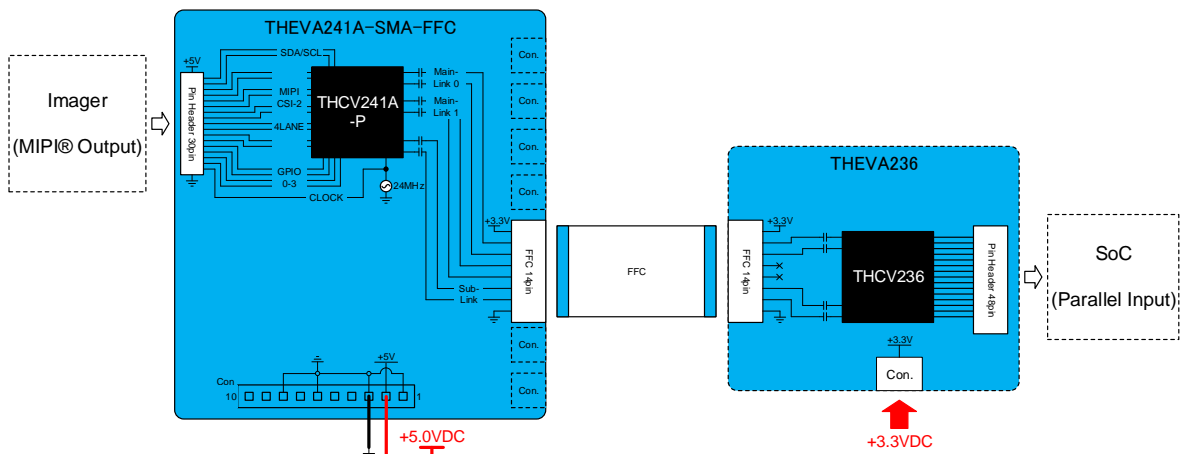 THEVA241A-SMA-FFC
Imager
(MIPI® Output)
+5V
Pin Header 30pin
SDA/SCL
MIPI
CSI-2
4LANE
GPIO
0-3
CLOCK
THCV241A
-P
24MHz
Main-
Link 0
Main-
Link 1
Sub-
Link
+3.3V
FFC 14pin
Con.
Con.
Con.
Con.
Con.
Con.
Con
10
1
+5V
+5.0VDC
FFC
THEVA236
+3.3V
FFC 14pin
THCV236
Pin Header 48pin
+3.3V
Con.
+3.3VDC
SoC
(Parallel Input)